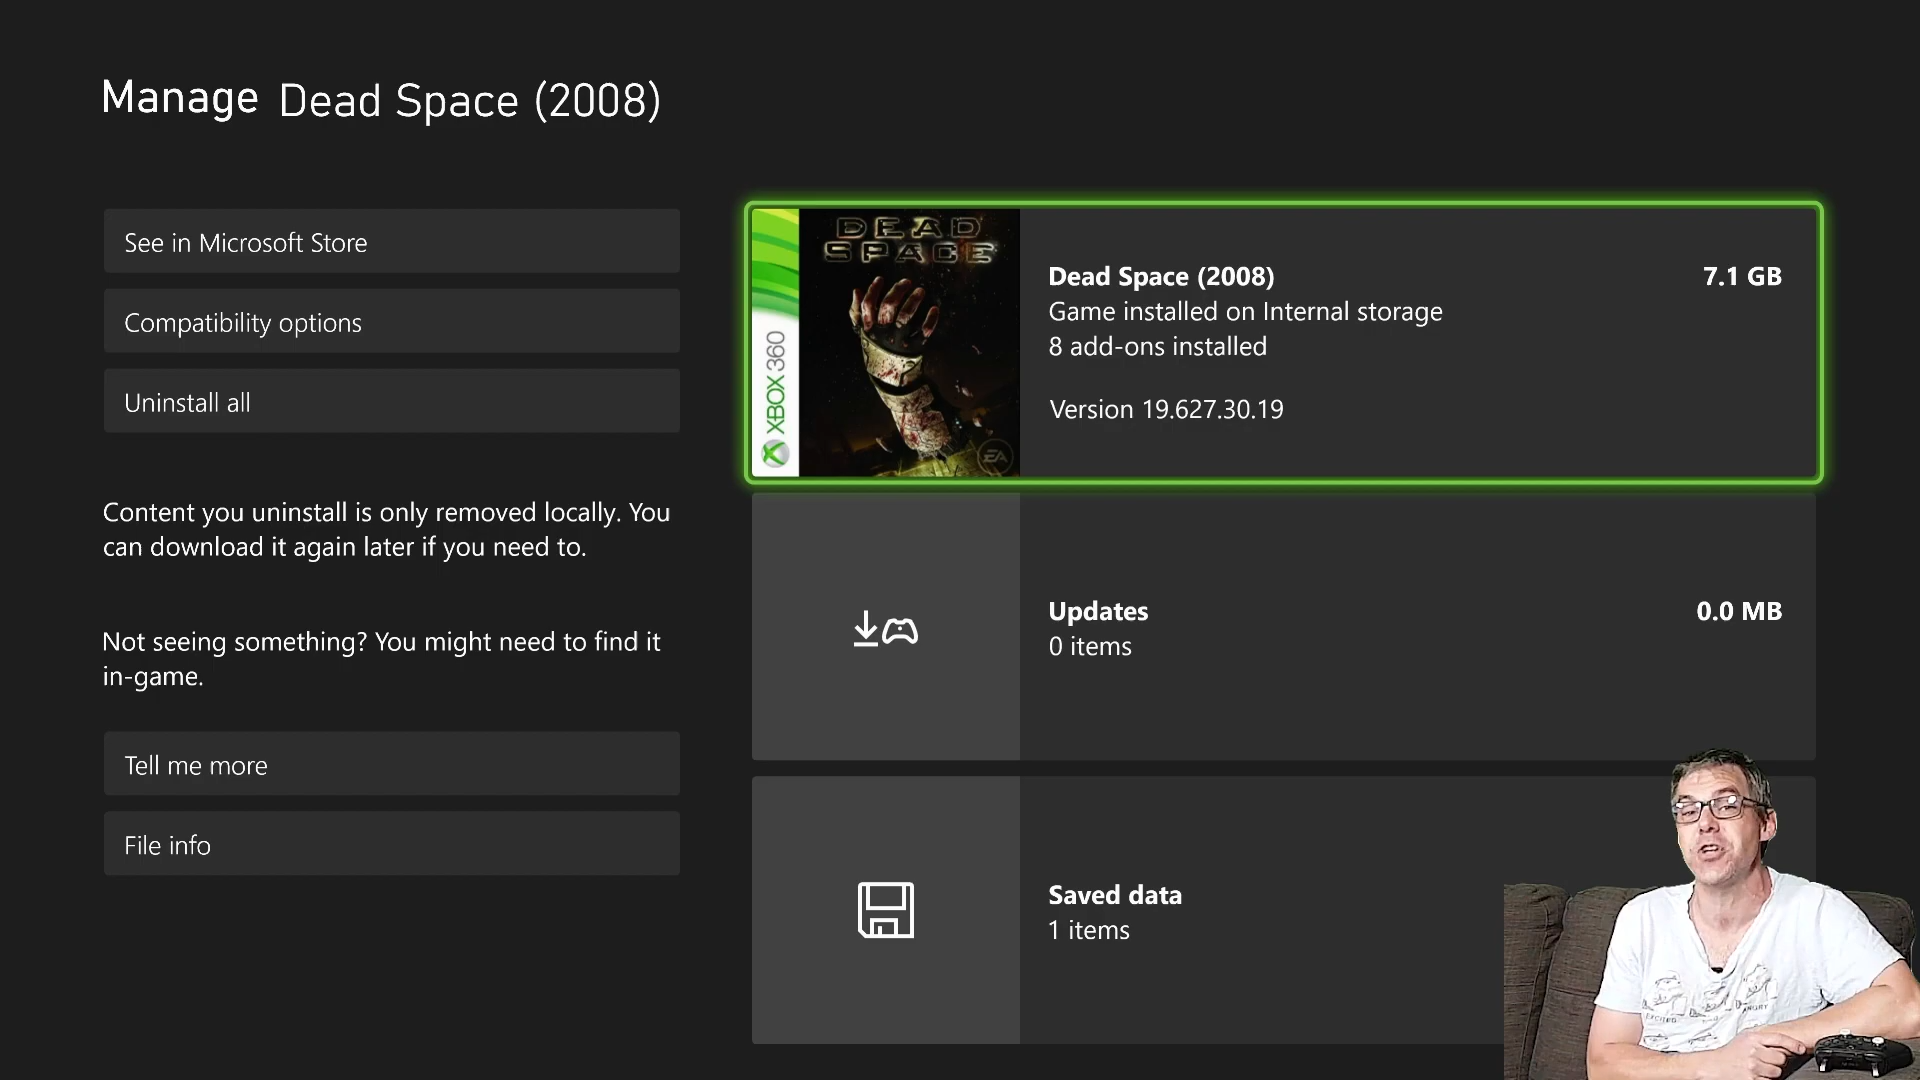 Manage Dead Space (2008)
See in Microsoft Store
Compatibility options
Uninstall all
Content you uninstall is only removed locally. You
can download it again later if you need to.
Not seeing something? You might need to find it
in-game.
Tell me more
File info
XBOX 360
DEAD
SPACE
EA
Dead Space (2008)
7.1 GB
Game installed on Internal storage
8 add-ons installed
Version 19.627.30.19
Updates
0.0 MB
0 items
Saved data
1 items
EXCITED
ANGRY